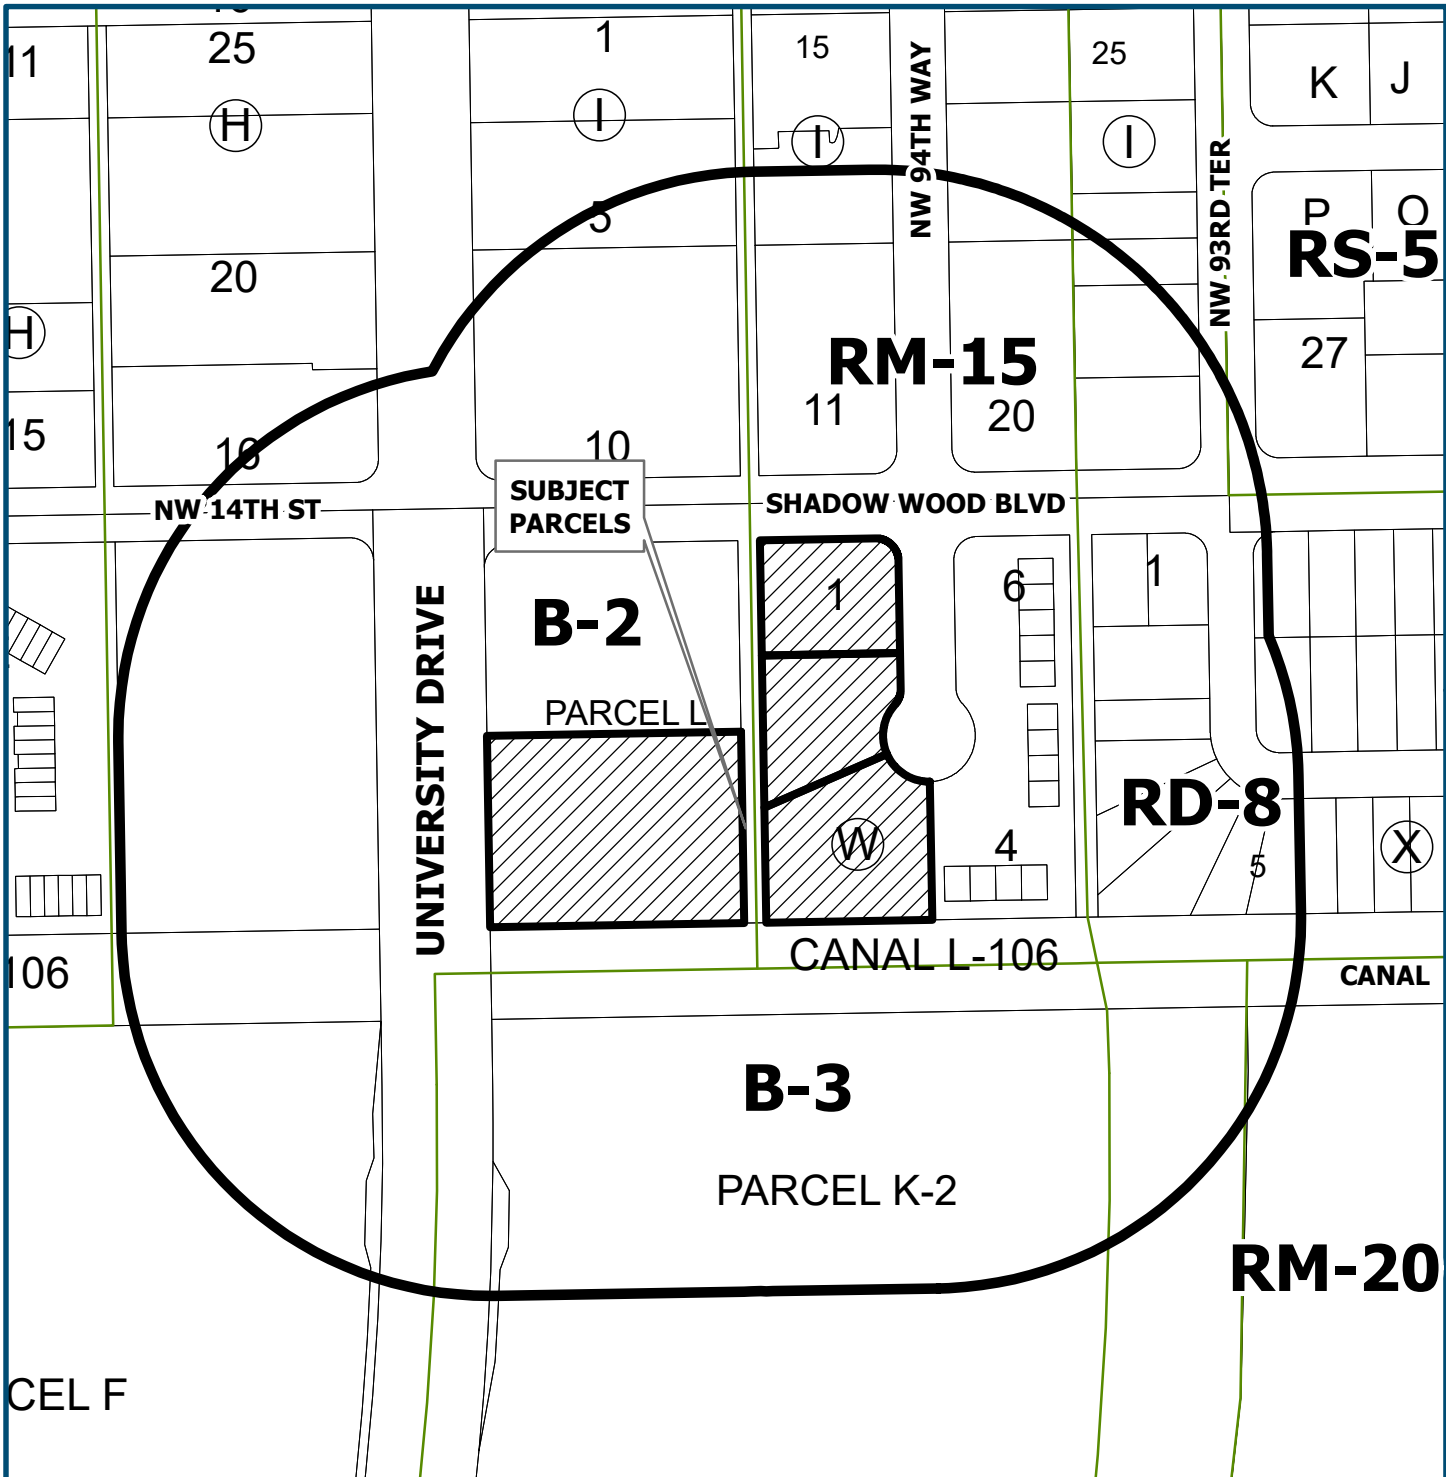 25
1
15
25
11
K
J
H
I
I
I
NW 94TH WAY
NW 93RD TER
P
O
5
RS-5
20
H
RM-15
27
11
20
15
16
10
NW 14TH ST
SUBJECT
PARCELS
SHADOW WOOD BLVD
1
6
1
B-2
UNIVERSITY DRIVE
PARCEL L
RD-8
W
4
5
X
CANAL L-106
106
CANAL
B-3
PARCEL K-2
RM-20
CEL F